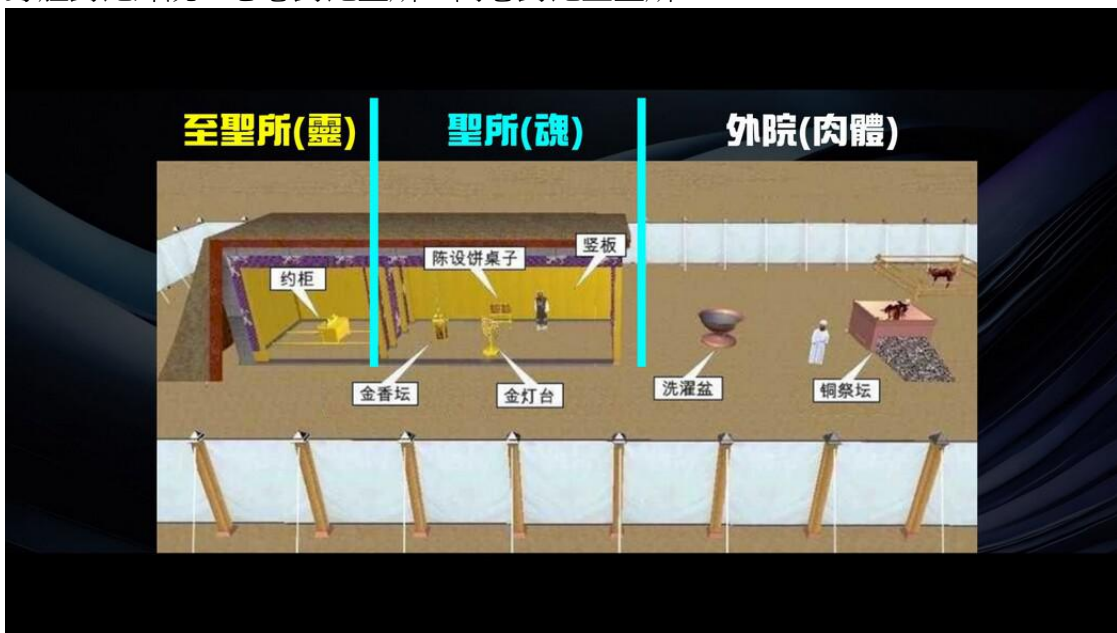 至聖所(靈)
聖所(魂)
外院(肉體)
约柜
陈设饼桌子
竖板
金香坛
金灯台
洗濯盆
铜祭坛